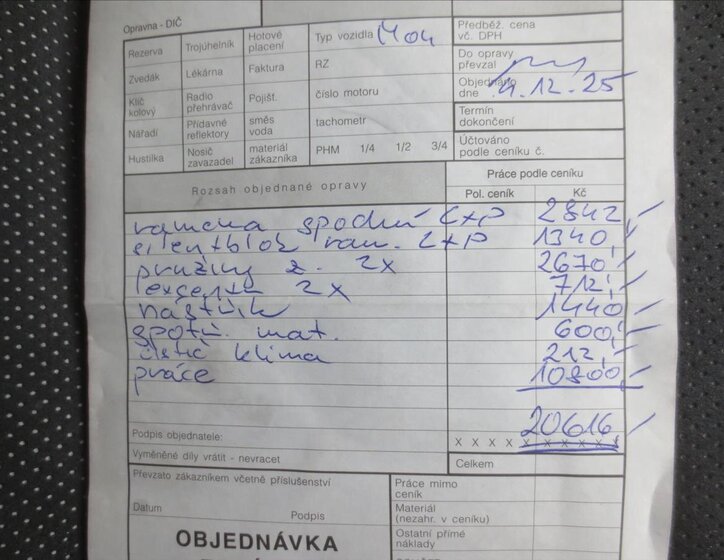 Opravna - DIČ
Rezerva Trojúhelník Hotové placení Typ vozidla
Předběž. cena vč. DPH
Zvedák Lékárna Faktura RZ
Do opravy převzal
Klíč kolový Radio přehrávač Pojišť. číslo motoru
Objednáno dne 4.12.25
Nářadí Přídavné reflektory směs voda tachometr
Termín dokončení
Hustilka Nosič zavazadel materiál zákazníka PHM 1/4 1/2 3/4
Účtováno podle ceníku č.
Rozsah objednané opravy
Práce podle ceníku
Pol. ceník Kč
ramena spodní L+P 2842,-
silentblok ram. L+P 1340,-
pružiny z. 2x 2670,-
excentr 2x 712,-
1440,-
spotř. mat. 600,-
čistič klima 212,-
práce 10800,-
20616,-
Podpis objednatele:
X X X X X X X X X X
Vyměněné díly vrátit - nevracet
Celkem
Převzato zákazníkem včetně příslušenství
Práce mimo ceník
Datum Podpis
Materiál (nezahr. v ceníku)
OBJEDNÁVKA
Ostatní přímé náklady